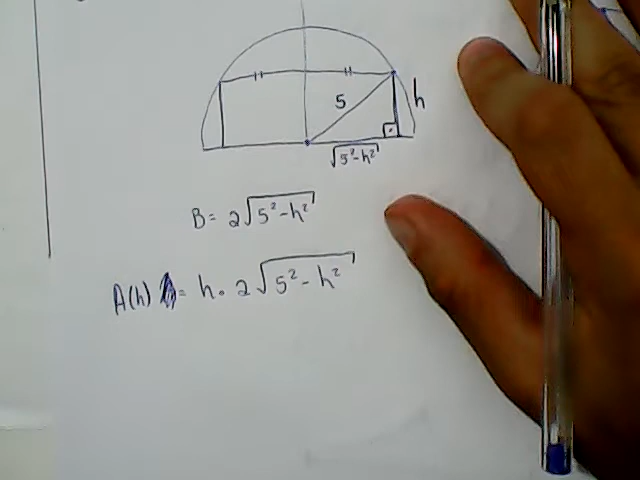 5
h
√5²-h²
B = 2√5²-h²
A(h) = h • 2√5²-h²